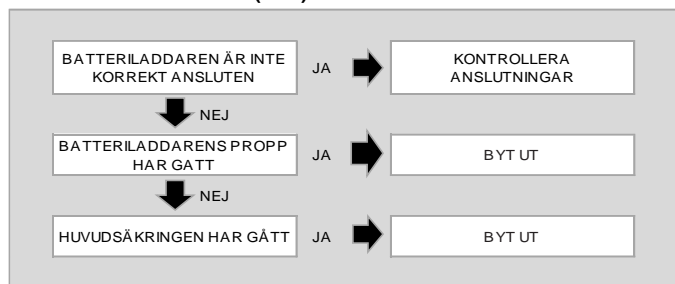 BATTERILADDAREN ÄR INTE
KORREKT ANSLUTEN
JA
KONTROLLERA
ANSLUTNINGAR
NEJ
BATTERILADDARENS PROPP
HAR GATT
JA
BYT UT
NEJ
HUVUDSÄKRINGEN HAR GÅTT
JA
BYT UT